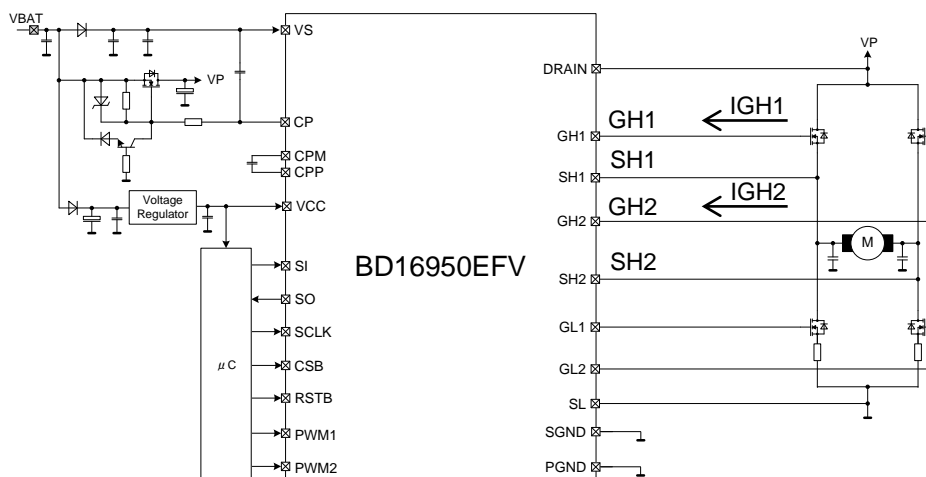 VBAT
VS
VP
CP
CPM
CPP
Voltage
Regulator
VCC
SI
SO
SCLK
μC
CSB
RSTB
PWM1
PWM2
BD16950EFV
VP
DRAIN
IGH1
GH1
GH1
SH1
SH1
IGH2
GH2
GH2
M
SH2
SH2
GL1
GL2
SL
SGND
PGND